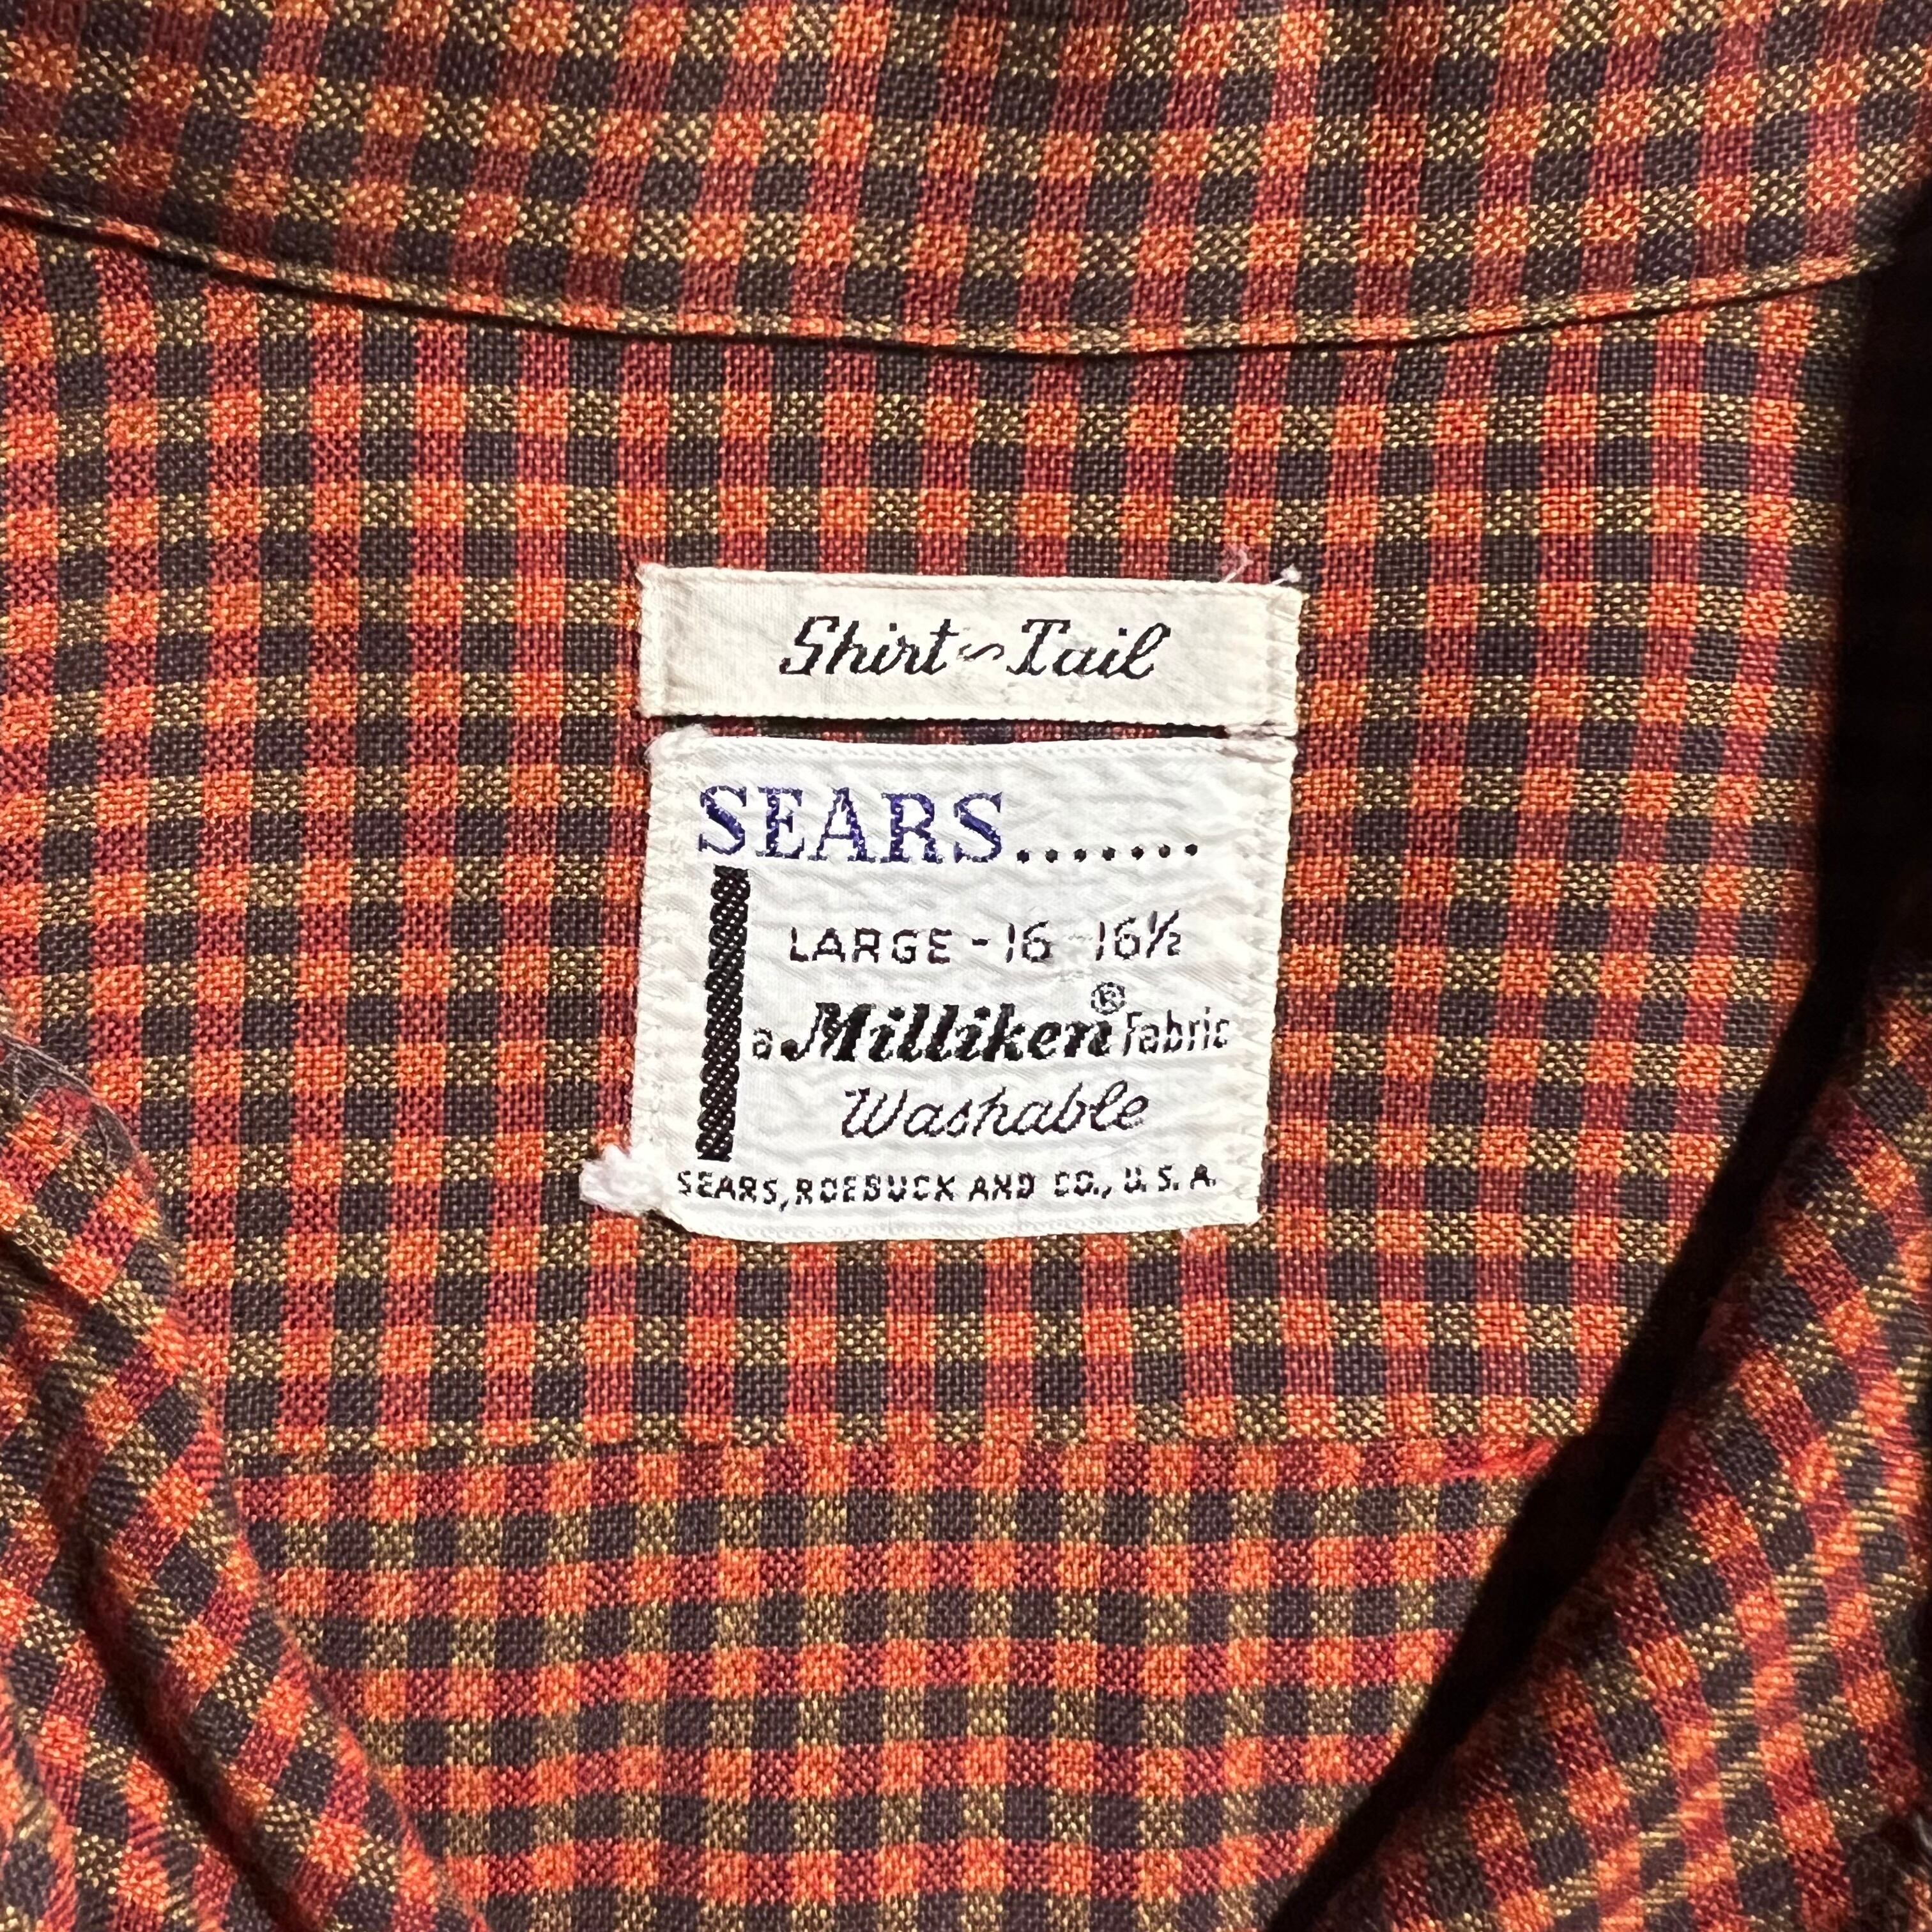 Shirt~Tail
SEARS.......
LARGE - 16 - 16½
a Milliken® Fabric
Washable
SEARS, ROEBUCK AND CO., U.S.A.